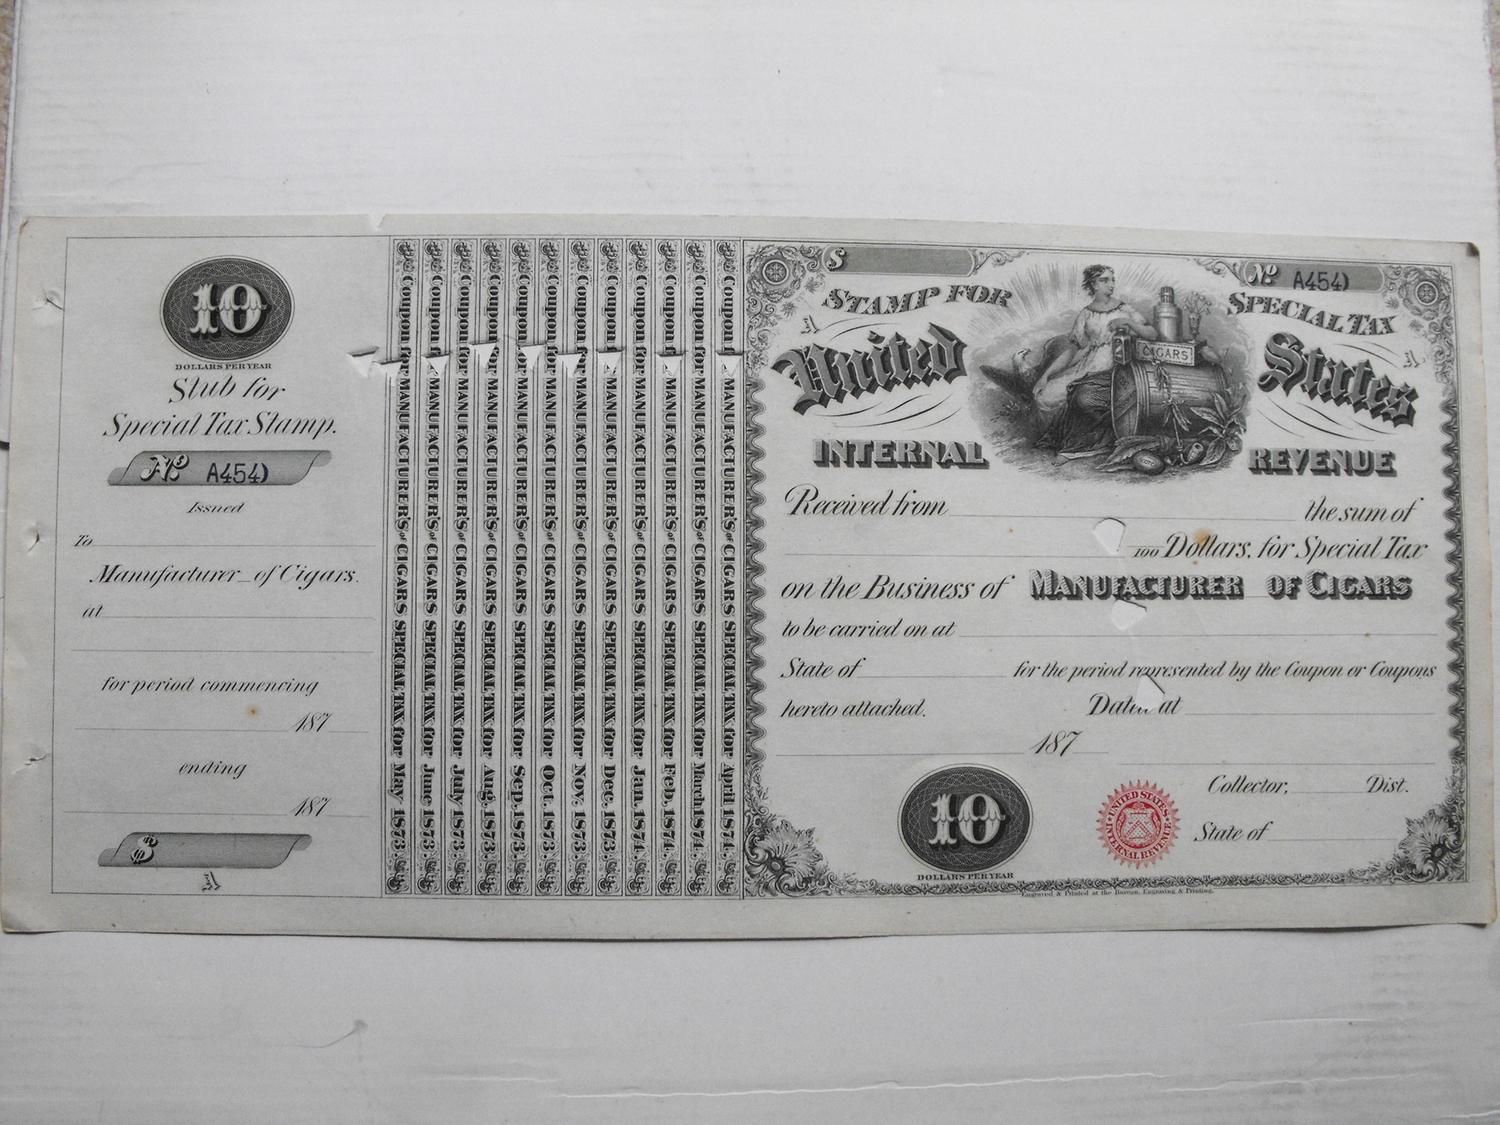 10
DOLLARS PER YEAR
Stub for
Special Tax Stamp.
No A454)
Issued
To
Manufacturer of Cigars.
at
for period commencing
187
ending
187
$
Coupon for MANUFACTURER'S of CIGARS SPECIAL TAX for May 1873.
Coupon for MANUFACTURER'S of CIGARS SPECIAL TAX for June 1873.
Coupon for MANUFACTURER'S of CIGARS SPECIAL TAX for July 1873.
Coupon for MANUFACTURER'S of CIGARS SPECIAL TAX for Aug. 1873.
Coupon for MANUFACTURER'S of CIGARS SPECIAL TAX for Sep. 1873.
Coupon for MANUFACTURER'S of CIGARS SPECIAL TAX for Oct. 1873.
Coupon for MANUFACTURER'S of CIGARS SPECIAL TAX for Nov. 1873.
Coupon for MANUFACTURER'S of CIGARS SPECIAL TAX for Dec. 1873.
Coupon for MANUFACTURER'S of CIGARS SPECIAL TAX for Jan. 1874.
Coupon for MANUFACTURER'S of CIGARS SPECIAL TAX for Feb. 1874.
Coupon for MANUFACTURER'S of CIGARS SPECIAL TAX for March 1874.
Coupon for MANUFACTURER'S of CIGARS SPECIAL TAX for April 1874.
$ No A454)
STAMP FOR SPECIAL TAX
A A
United States
CIGARS
INTERNAL REVENUE
Received from the sum of
100 Dollars, for Special Tax
on the Business of MANUFACTURER OF CIGARS
to be carried on at
State of for the period represented by the Coupon or Coupons
hereto attached. Dated at
187
10
DOLLARS PER YEAR
UNITED STATES INTERNAL REVENUE
Collector, Dist.
State of
Engraved & Printed at the Bureau, Engraving & Printing.